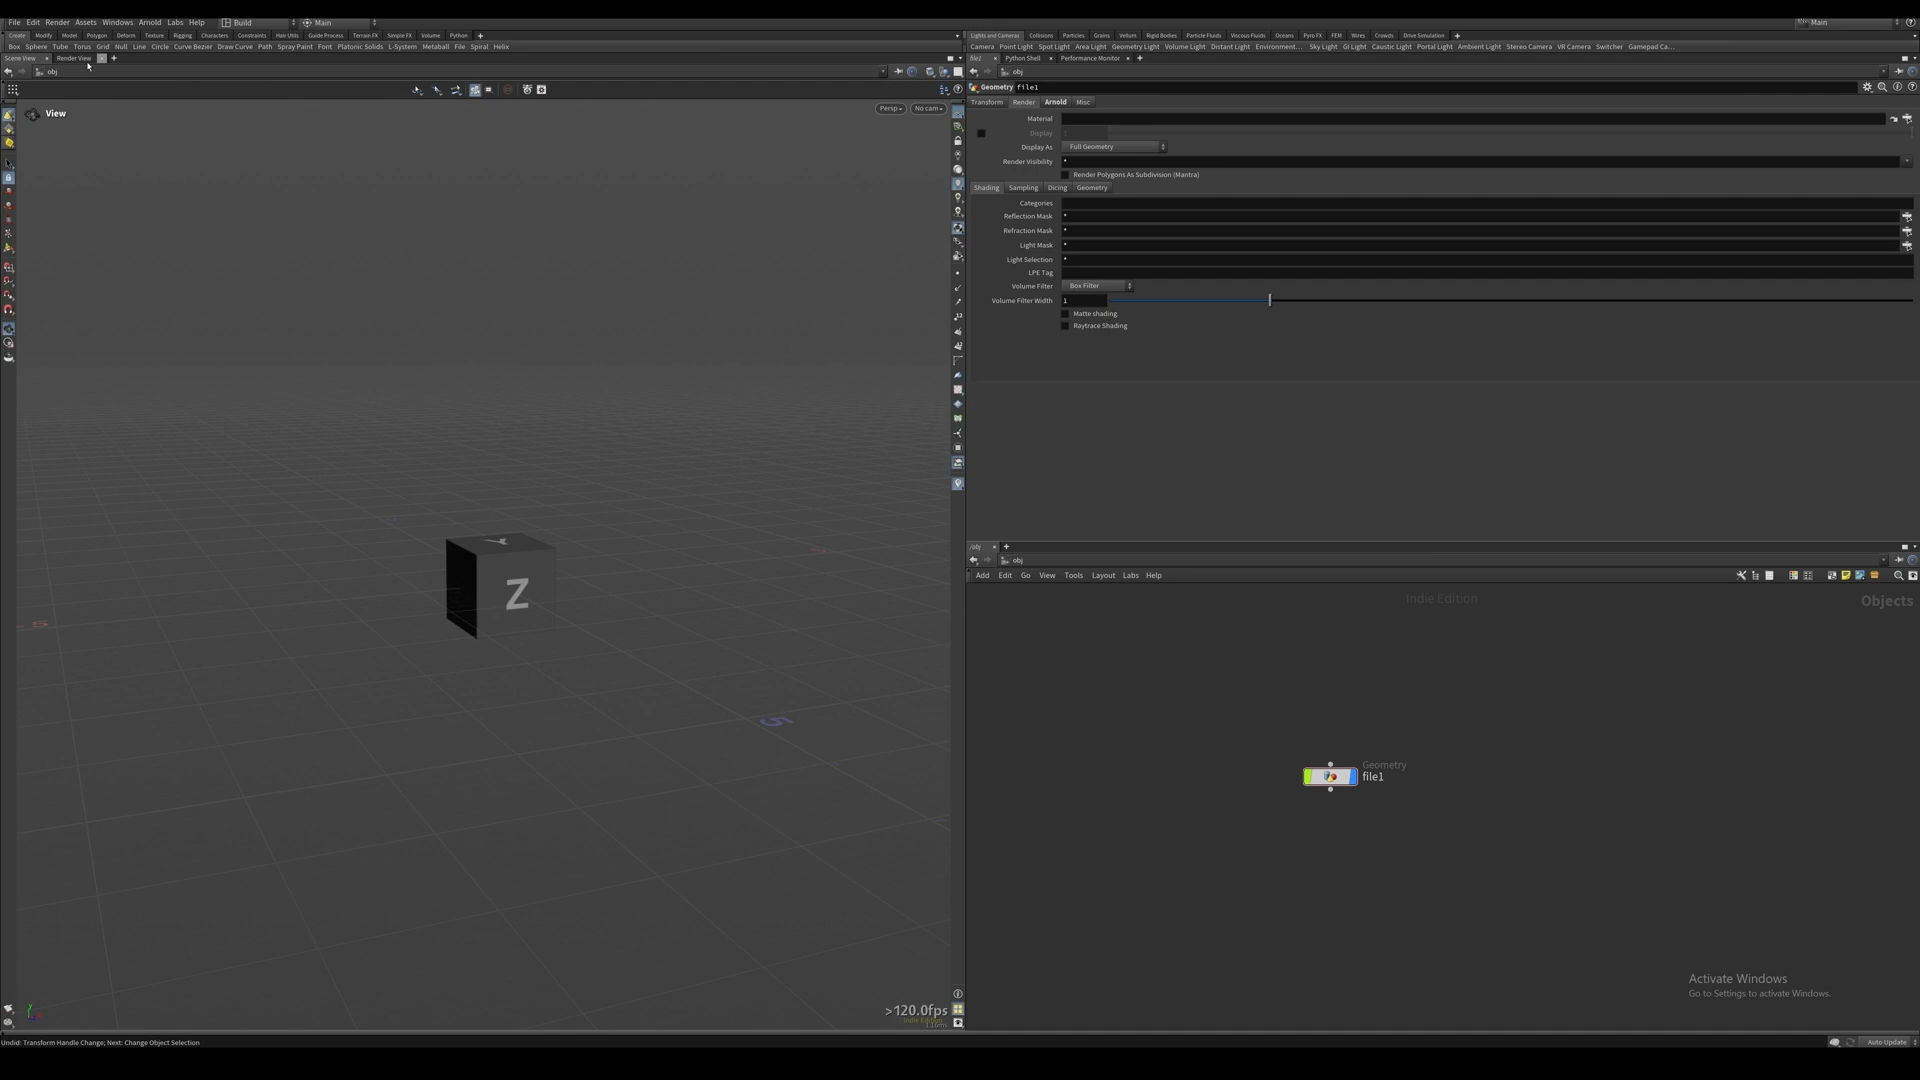 File Edit Render Assets Windows Arnold Labs Help Build Main Main
Create Modify Model Polygon Deform Texture Rigging Characters Constraints Hair Utils Guide Process Terrain FX Simple FX Volume Python
Lights and Cameras Collisions Particles Grains Vellum Rigid Bodies Particle Fluids Viscous Fluids Oceans Pyro FX FEM Wires Crowds Drive Simulation
Box Sphere Tube Torus Grid Null Line Circle Curve Bezier Draw Curve Path Spray Paint Font Platonic Solids L-System Metaball File Spiral Helix
Camera Point Light Spot Light Area Light Geometry Light Volume Light Distant Light Environment... Sky Light GI Light Caustic Light Portal Light Ambient Light Stereo Camera VR Camera Switcher Gamepad Ca...
Scene View Render View
file1 Python Shell Performance Monitor
obj
obj
Geometry file1
Transform Render Arnold Misc
View
Persp No cam
Material
Display
Display As Full Geometry
Render Visibility *
Render Polygons As Subdivision (Mantra)
Shading Sampling Dicing Geometry
Categories
Reflection Mask *
Refraction Mask *
Light Mask *
Light Selection *
LPE Tag
Volume Filter Box Filter
Volume Filter Width 1
Matte shading
Raytrace Shading
Y
Z
5
5
/obj
obj
Add Edit Go View Tools Layout Labs Help
Indie Edition
Objects
Geometry
file1
Activate Windows
Go to Settings to activate Windows.
>120.0fps
Indie Edition
Undid: Transform Handle Change; Next: Change Object Selection
Auto Update